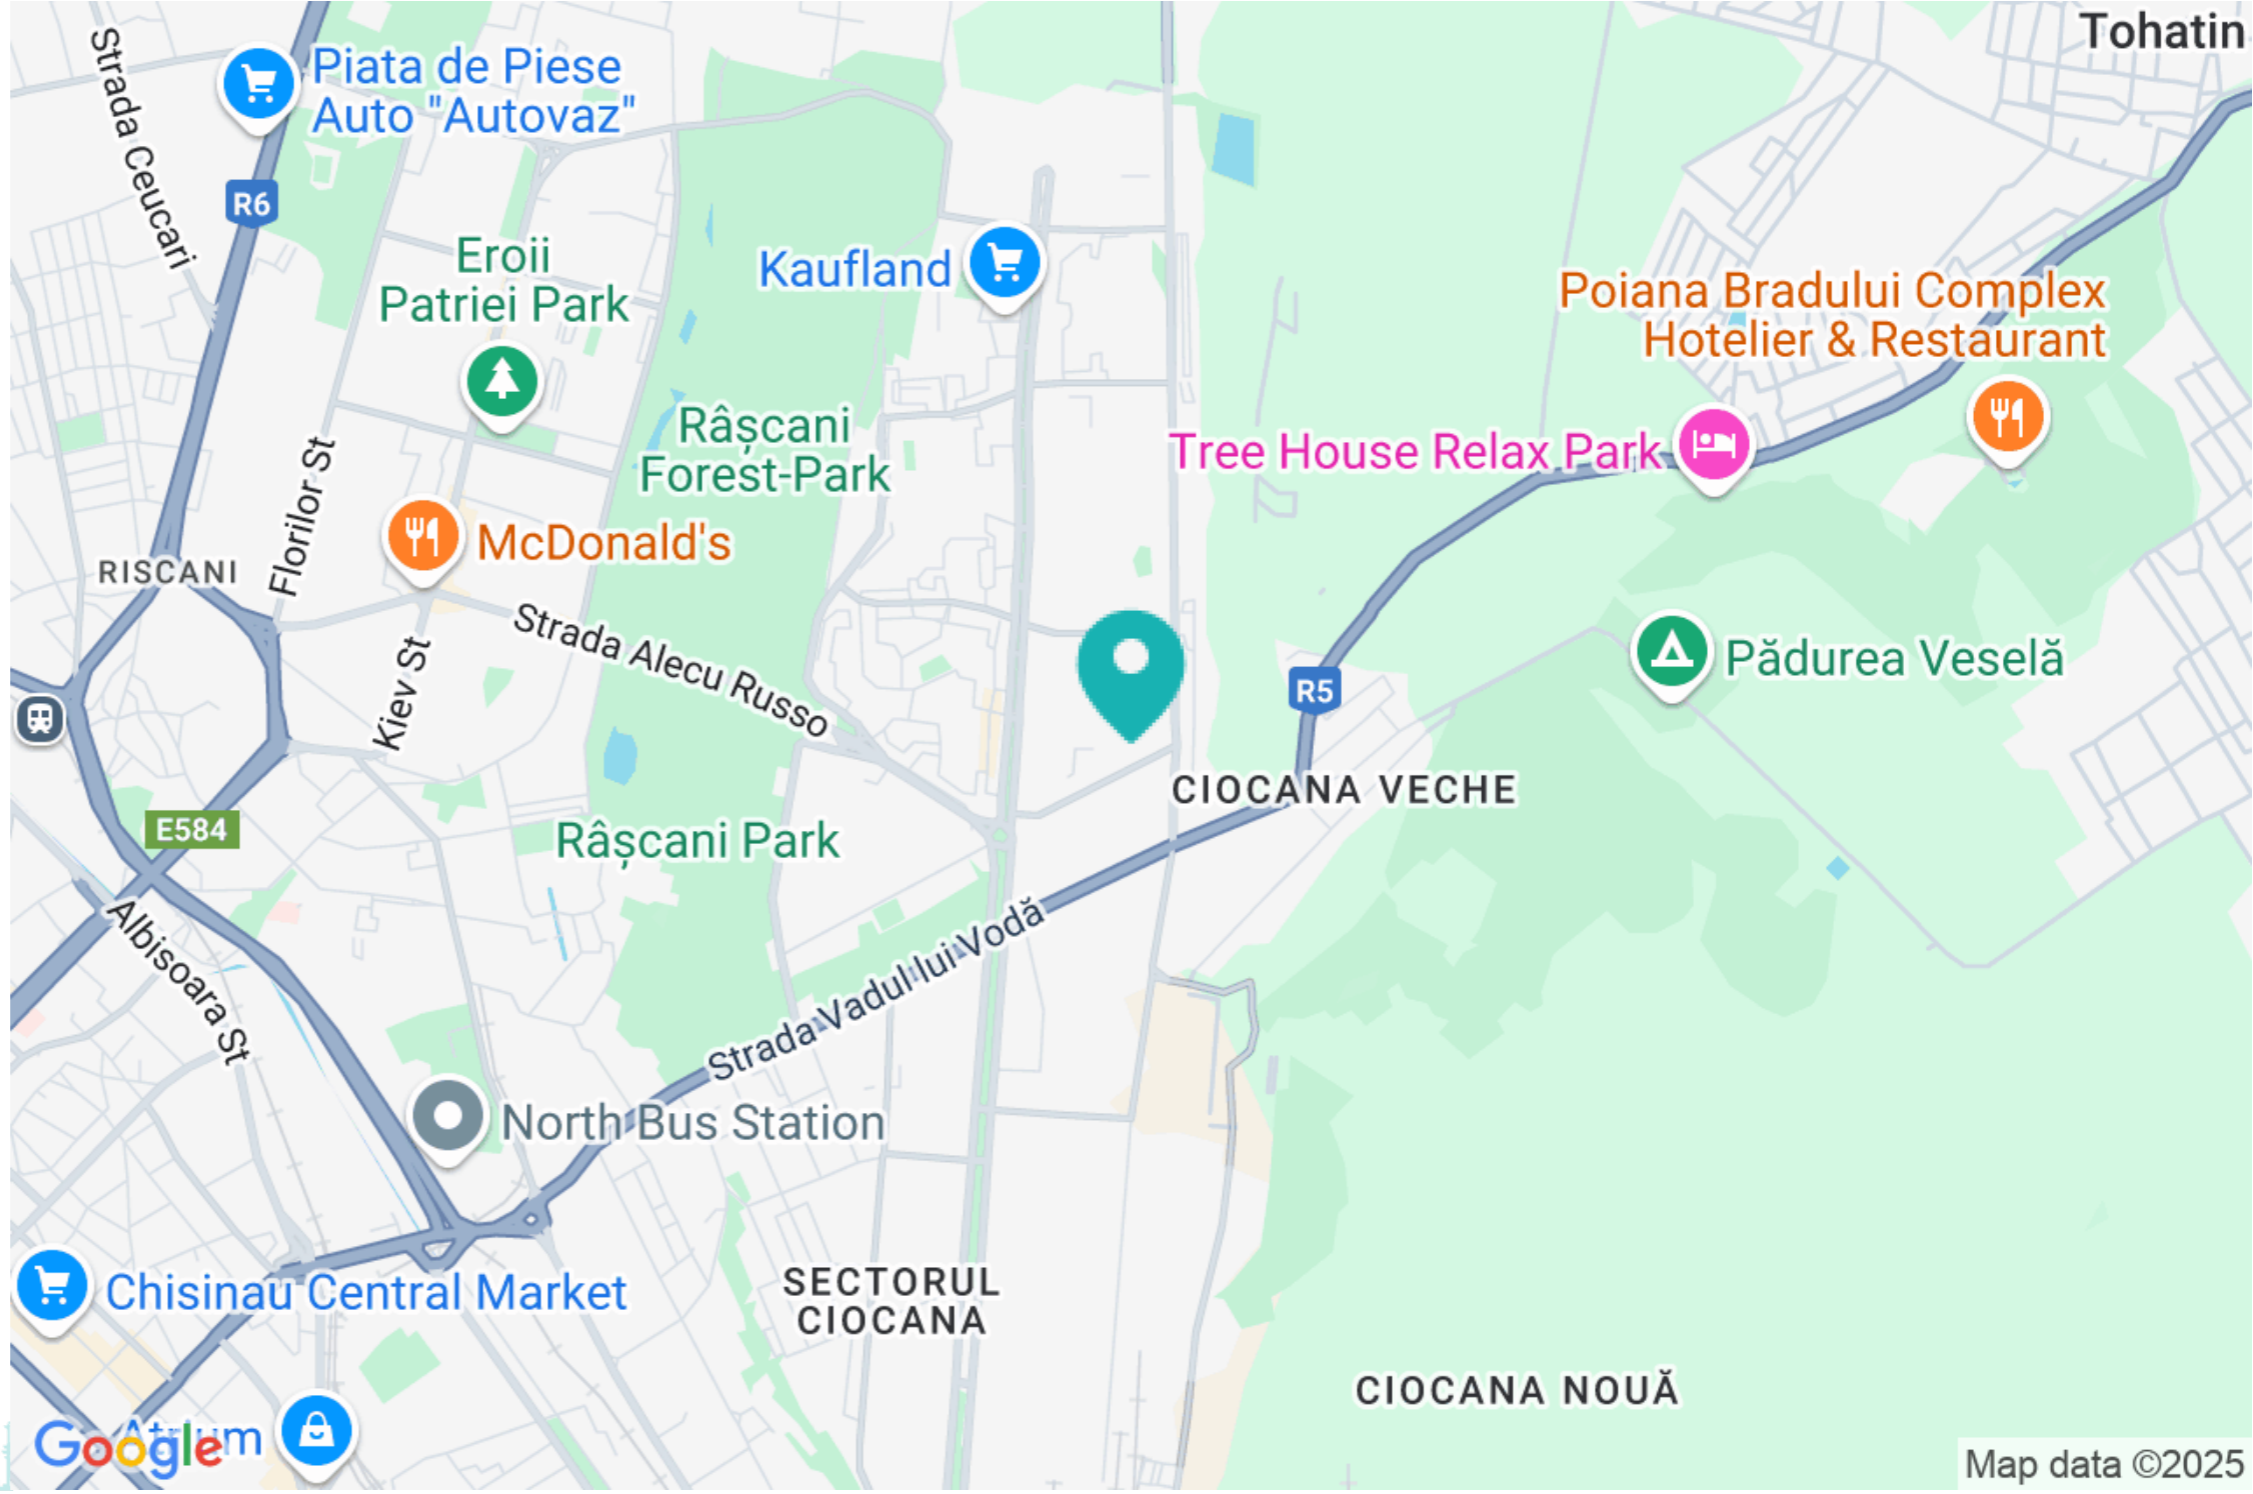 Tohatin
Strada Ceucari
Piata de Piese
Auto "Autovaz"
R6
Eroii
Patriei Park
Kaufland
Poiana Bradului Complex
Hotelier & Restaurant
Râșcani
Forest-Park
Tree House Relax Park
Florilor St
McDonald's
RISCANI
Strada Alecu Russo
Kiev St
R5
Pădurea Veselă
CIOCANA VECHE
E584
Râșcani Park
Albisoara St
Strada Vadul lui Vodă
North Bus Station
Chisinau Central Market
SECTORUL
CIOCANA
CIOCANA NOUĂ
Atrium
Google
Map data ©2025